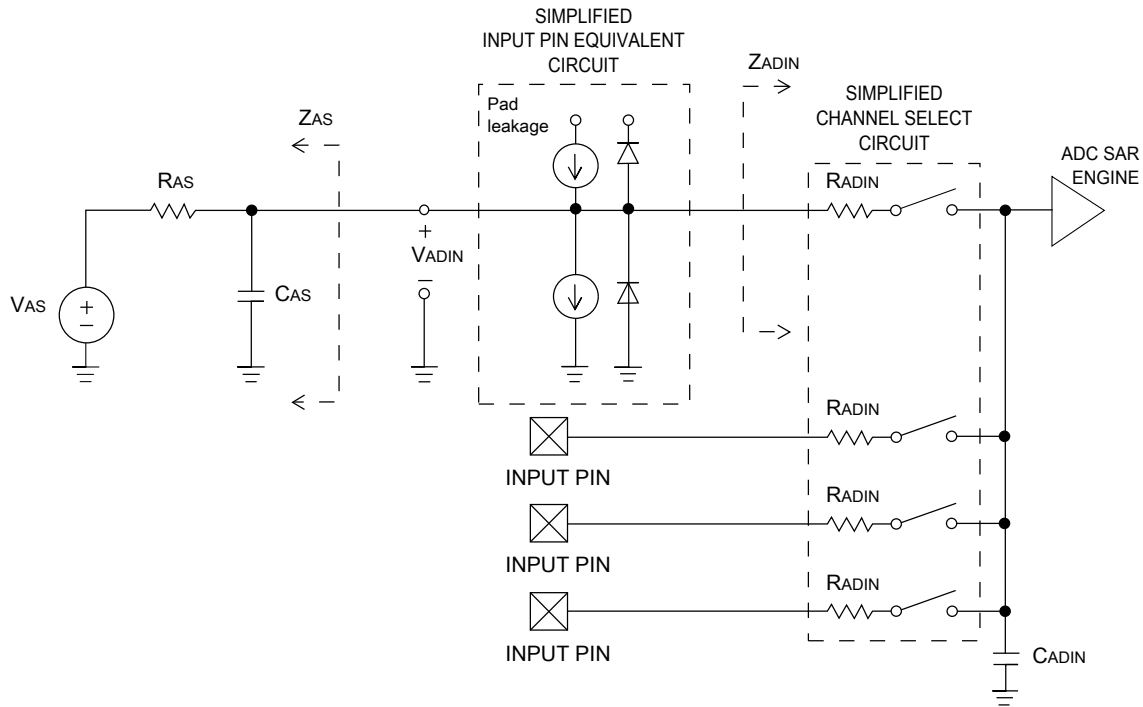 SIMPLIFIED
INPUT PIN EQUIVALENT
CIRCUIT
Pad
leakage
ZADIN
SIMPLIFIED
CHANNEL SELECT
CIRCUIT
ADC SAR
ENGINE
ZAS
RAS
RADIN
+
VADIN
−
CAS
VAS
+
−
RADIN
INPUT PIN
RADIN
INPUT PIN
RADIN
INPUT PIN
CADIN